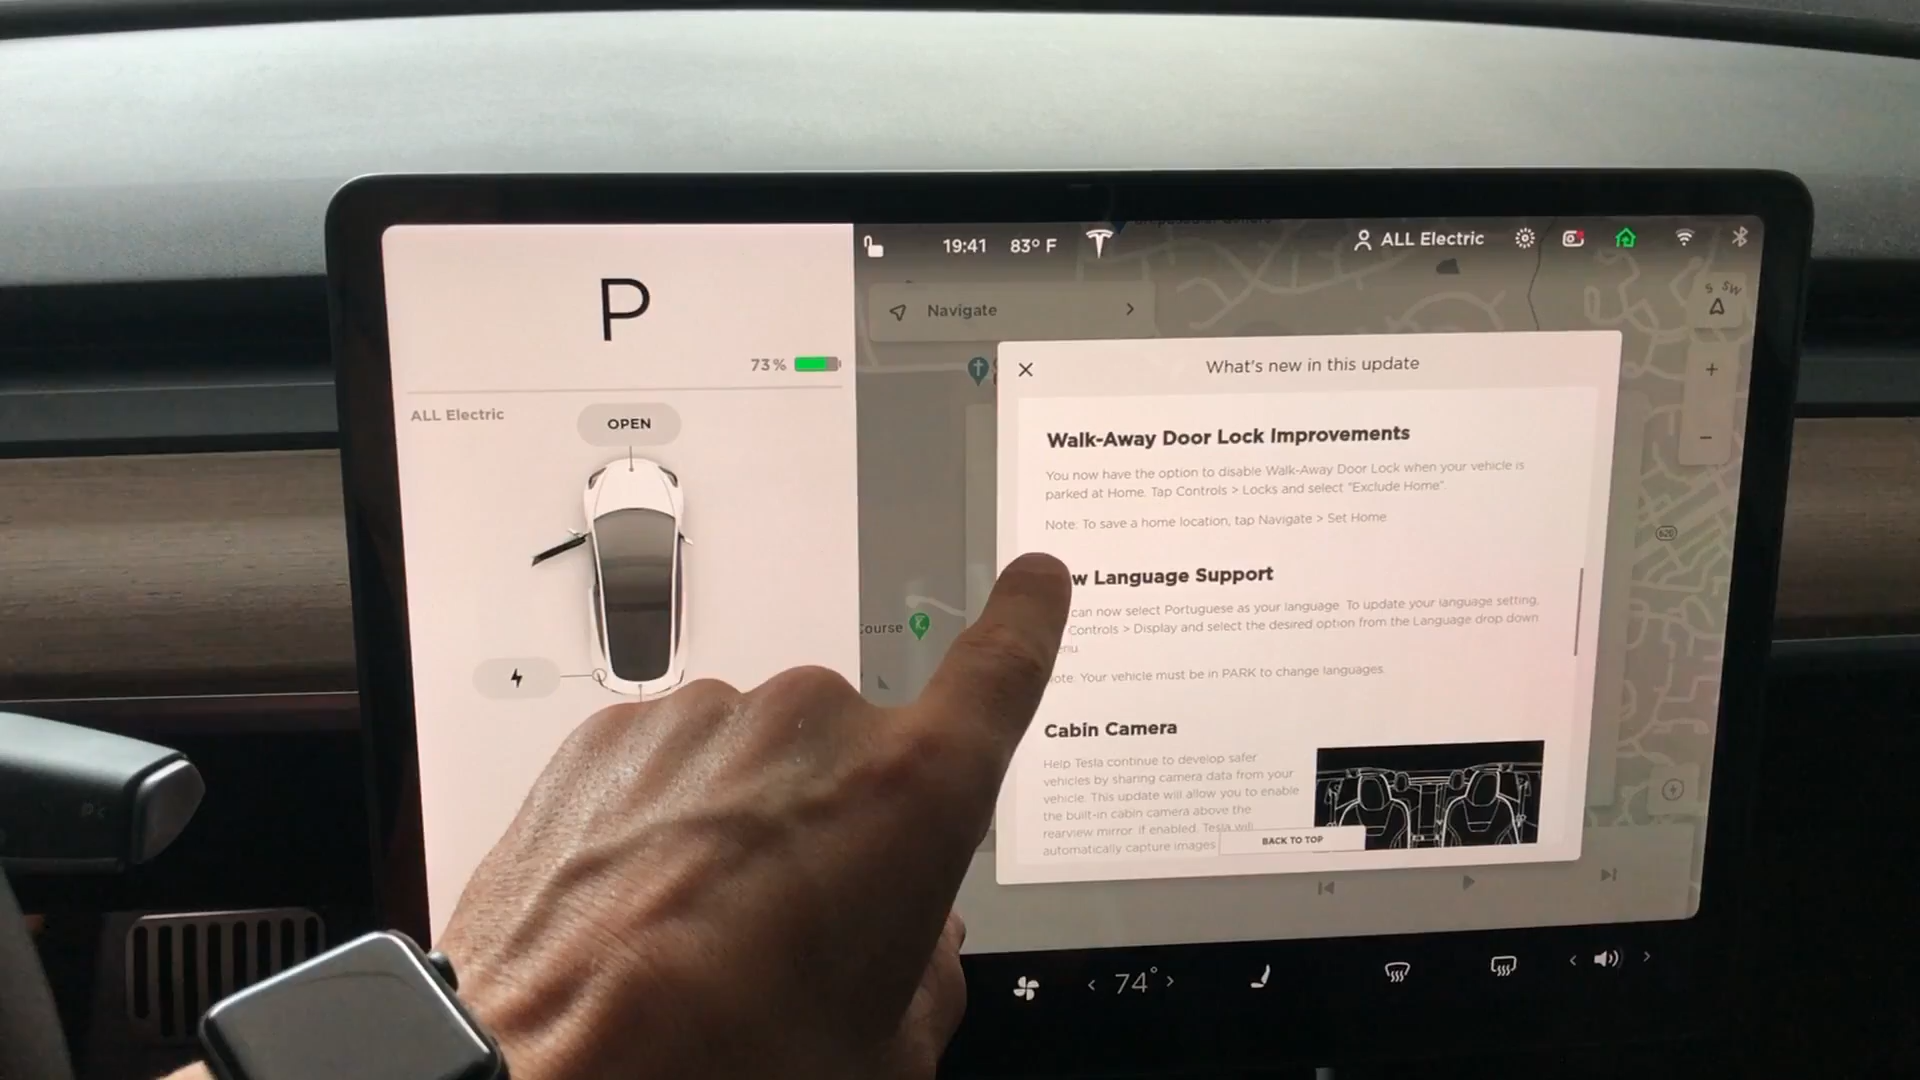 P
73%
ALL Electric
OPEN
19:41 83° F
ALL Electric
Navigate
S SW
What's new in this update
Walk-Away Door Lock Improvements
You now have the option to disable Walk-Away Door Lock when your vehicle is
parked at Home. Tap Controls > Locks and select "Exclude Home".
Note: To save a home location, tap Navigate > Set Home
w Language Support
can now select Portuguese as your language. To update your language setting,
Controls > Display and select the desired option from the Language drop down
enu.
ote: Your vehicle must be in PARK to change languages.
Cabin Camera
Help Tesla continue to develop safer
vehicles by sharing camera data from your
vehicle. This update will allow you to enable
the built-in cabin camera above the
rearview mirror. If enabled, Tesla will
automatically capture images
BACK TO TOP
Course
620
74°